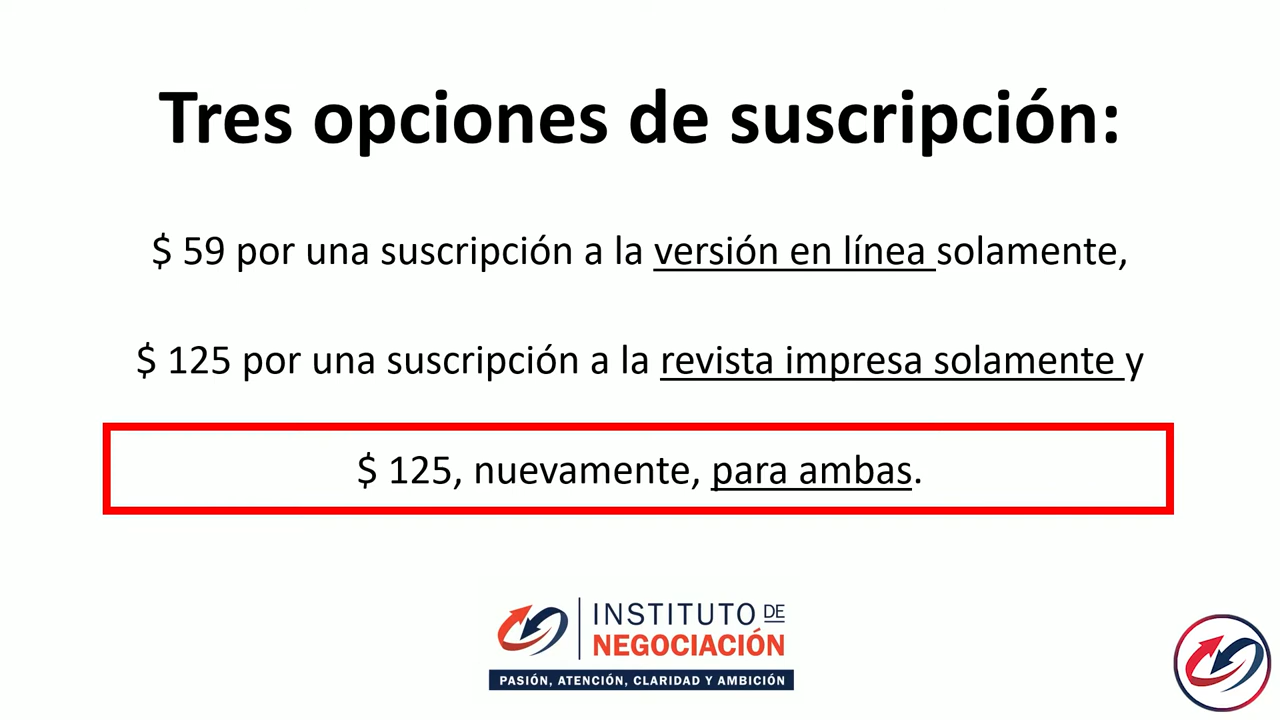 Tres opciones de suscripción:
$ 59 por una suscripción a la versión en línea solamente,
$ 125 por una suscripción a la revista impresa solamente y
$ 125, nuevamente, para ambas.
INSTITUTO DE
NEGOCIACIÓN
PASIÓN, ATENCIÓN, CLARIDAD Y AMBICIÓN